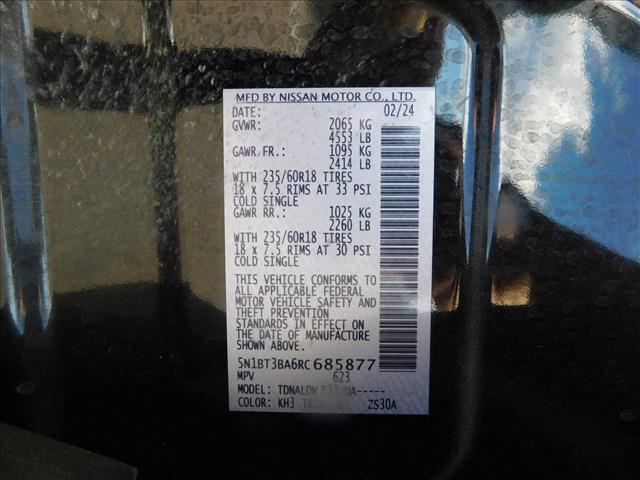 MFD BY NISSAN MOTOR CO., LTD.
DATE: 02/24
GVWR: 2065 KG
4553 LB
GAWR FR.: 1095 KG
2414 LB
WITH 235/60R18 TIRES
18 x 7.5 RIMS AT 33 PSI
COLD SINGLE
GAWR RR.: 1025 KG
2260 LB
WITH 235/60R18 TIRES
18 x 7.5 RIMS AT 30 PSI
COLD SINGLE
THIS VEHICLE CONFORMS TO
ALL APPLICABLE FEDERAL
MOTOR VEHICLE SAFETY AND
THEFT PREVENTION
STANDARDS IN EFFECT ON
THE DATE OF MANUFACTURE
SHOWN ABOVE.
5N1BT3BA6RC685877
MPV 623
MODEL:
COLOR: KH3 ZS30A